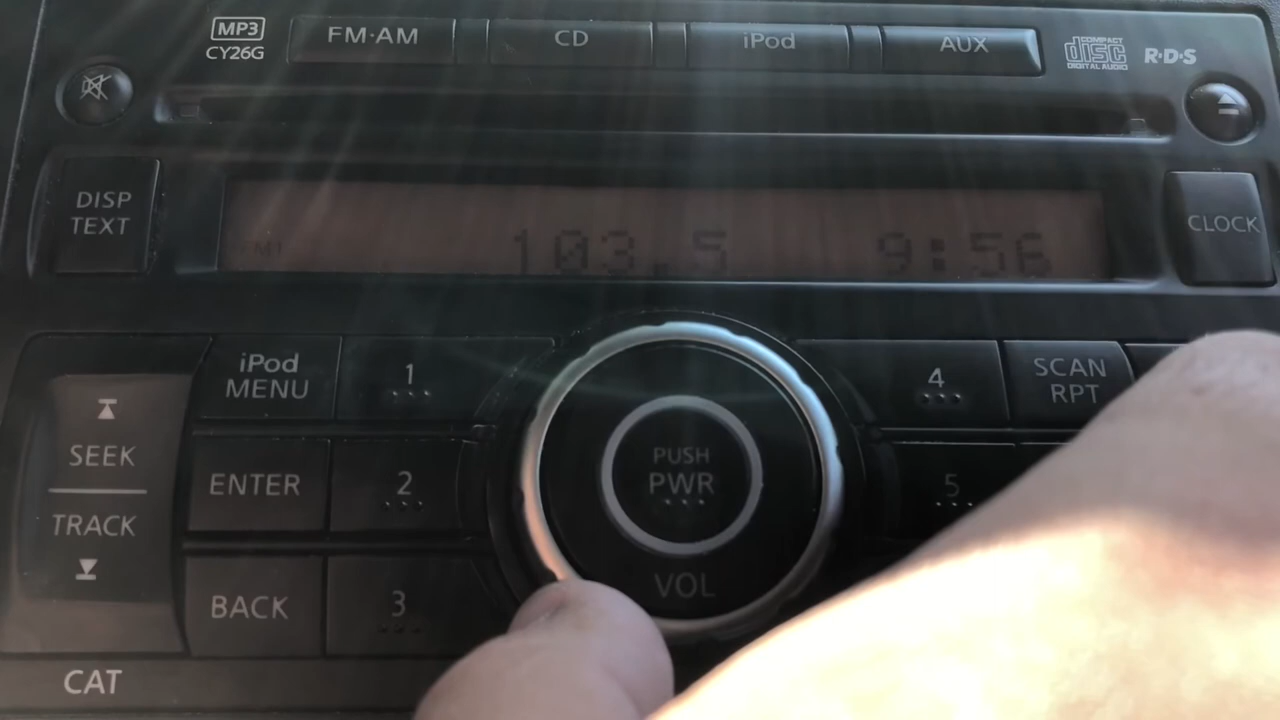 MP3
CY26G
FM·AM
CD
iPod
AUX
COMPACT
disc
DIGITAL AUDIO
R·D·S
DISP
TEXT
103.5
9:56
CLOCK
iPod
MENU
1
4
SCAN
RPT
SEEK
TRACK
ENTER
2
PUSH
PWR
5
BACK
3
VOL
CAT